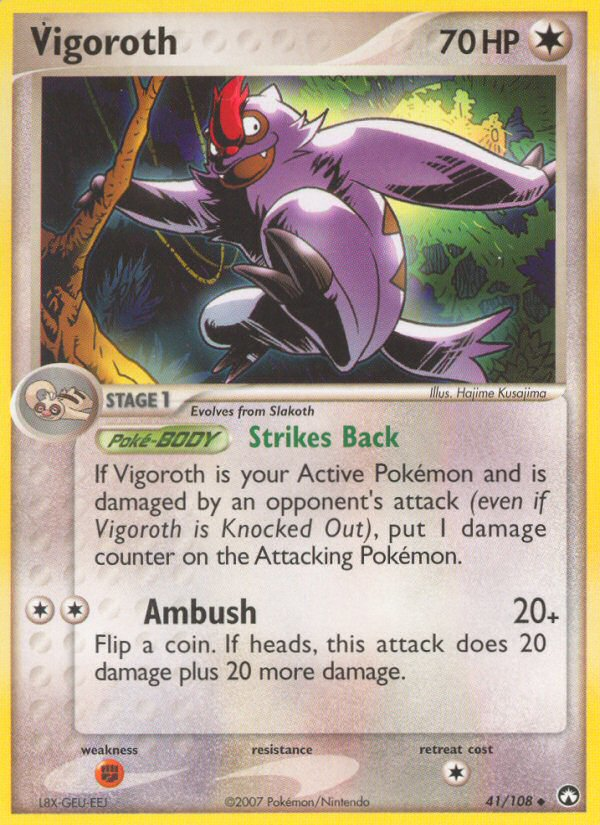 Vigoroth
70 HP
Illus. Hajime Kusajima
STAGE 1
Evolves from Slakoth
Poké-BODY Strikes Back
If Vigoroth is your Active Pokémon and is
damaged by an opponent's attack (even if
Vigoroth is Knocked Out), put 1 damage
counter on the Attacking Pokémon.
Ambush 20+
Flip a coin. If heads, this attack does 20
damage plus 20 more damage.
weakness resistance retreat cost
L8X-GEU-EEJ ©2007 Pokémon/Nintendo 41/108